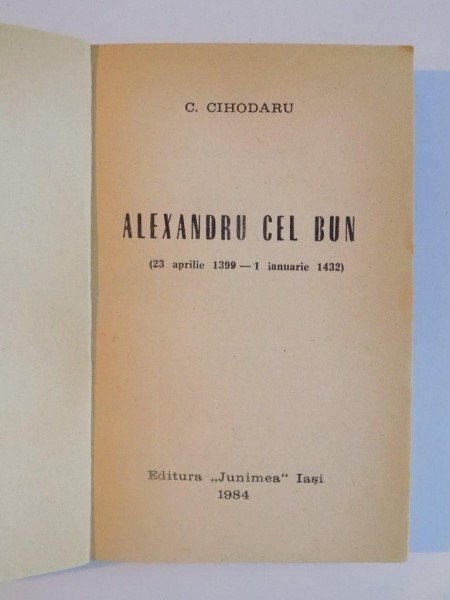 C. CIHODARU
ALEXANDRU CEL BUN
(23 aprilie 1399 — 1 ianuarie 1432)
Editura „Junimea“ Iași
1984